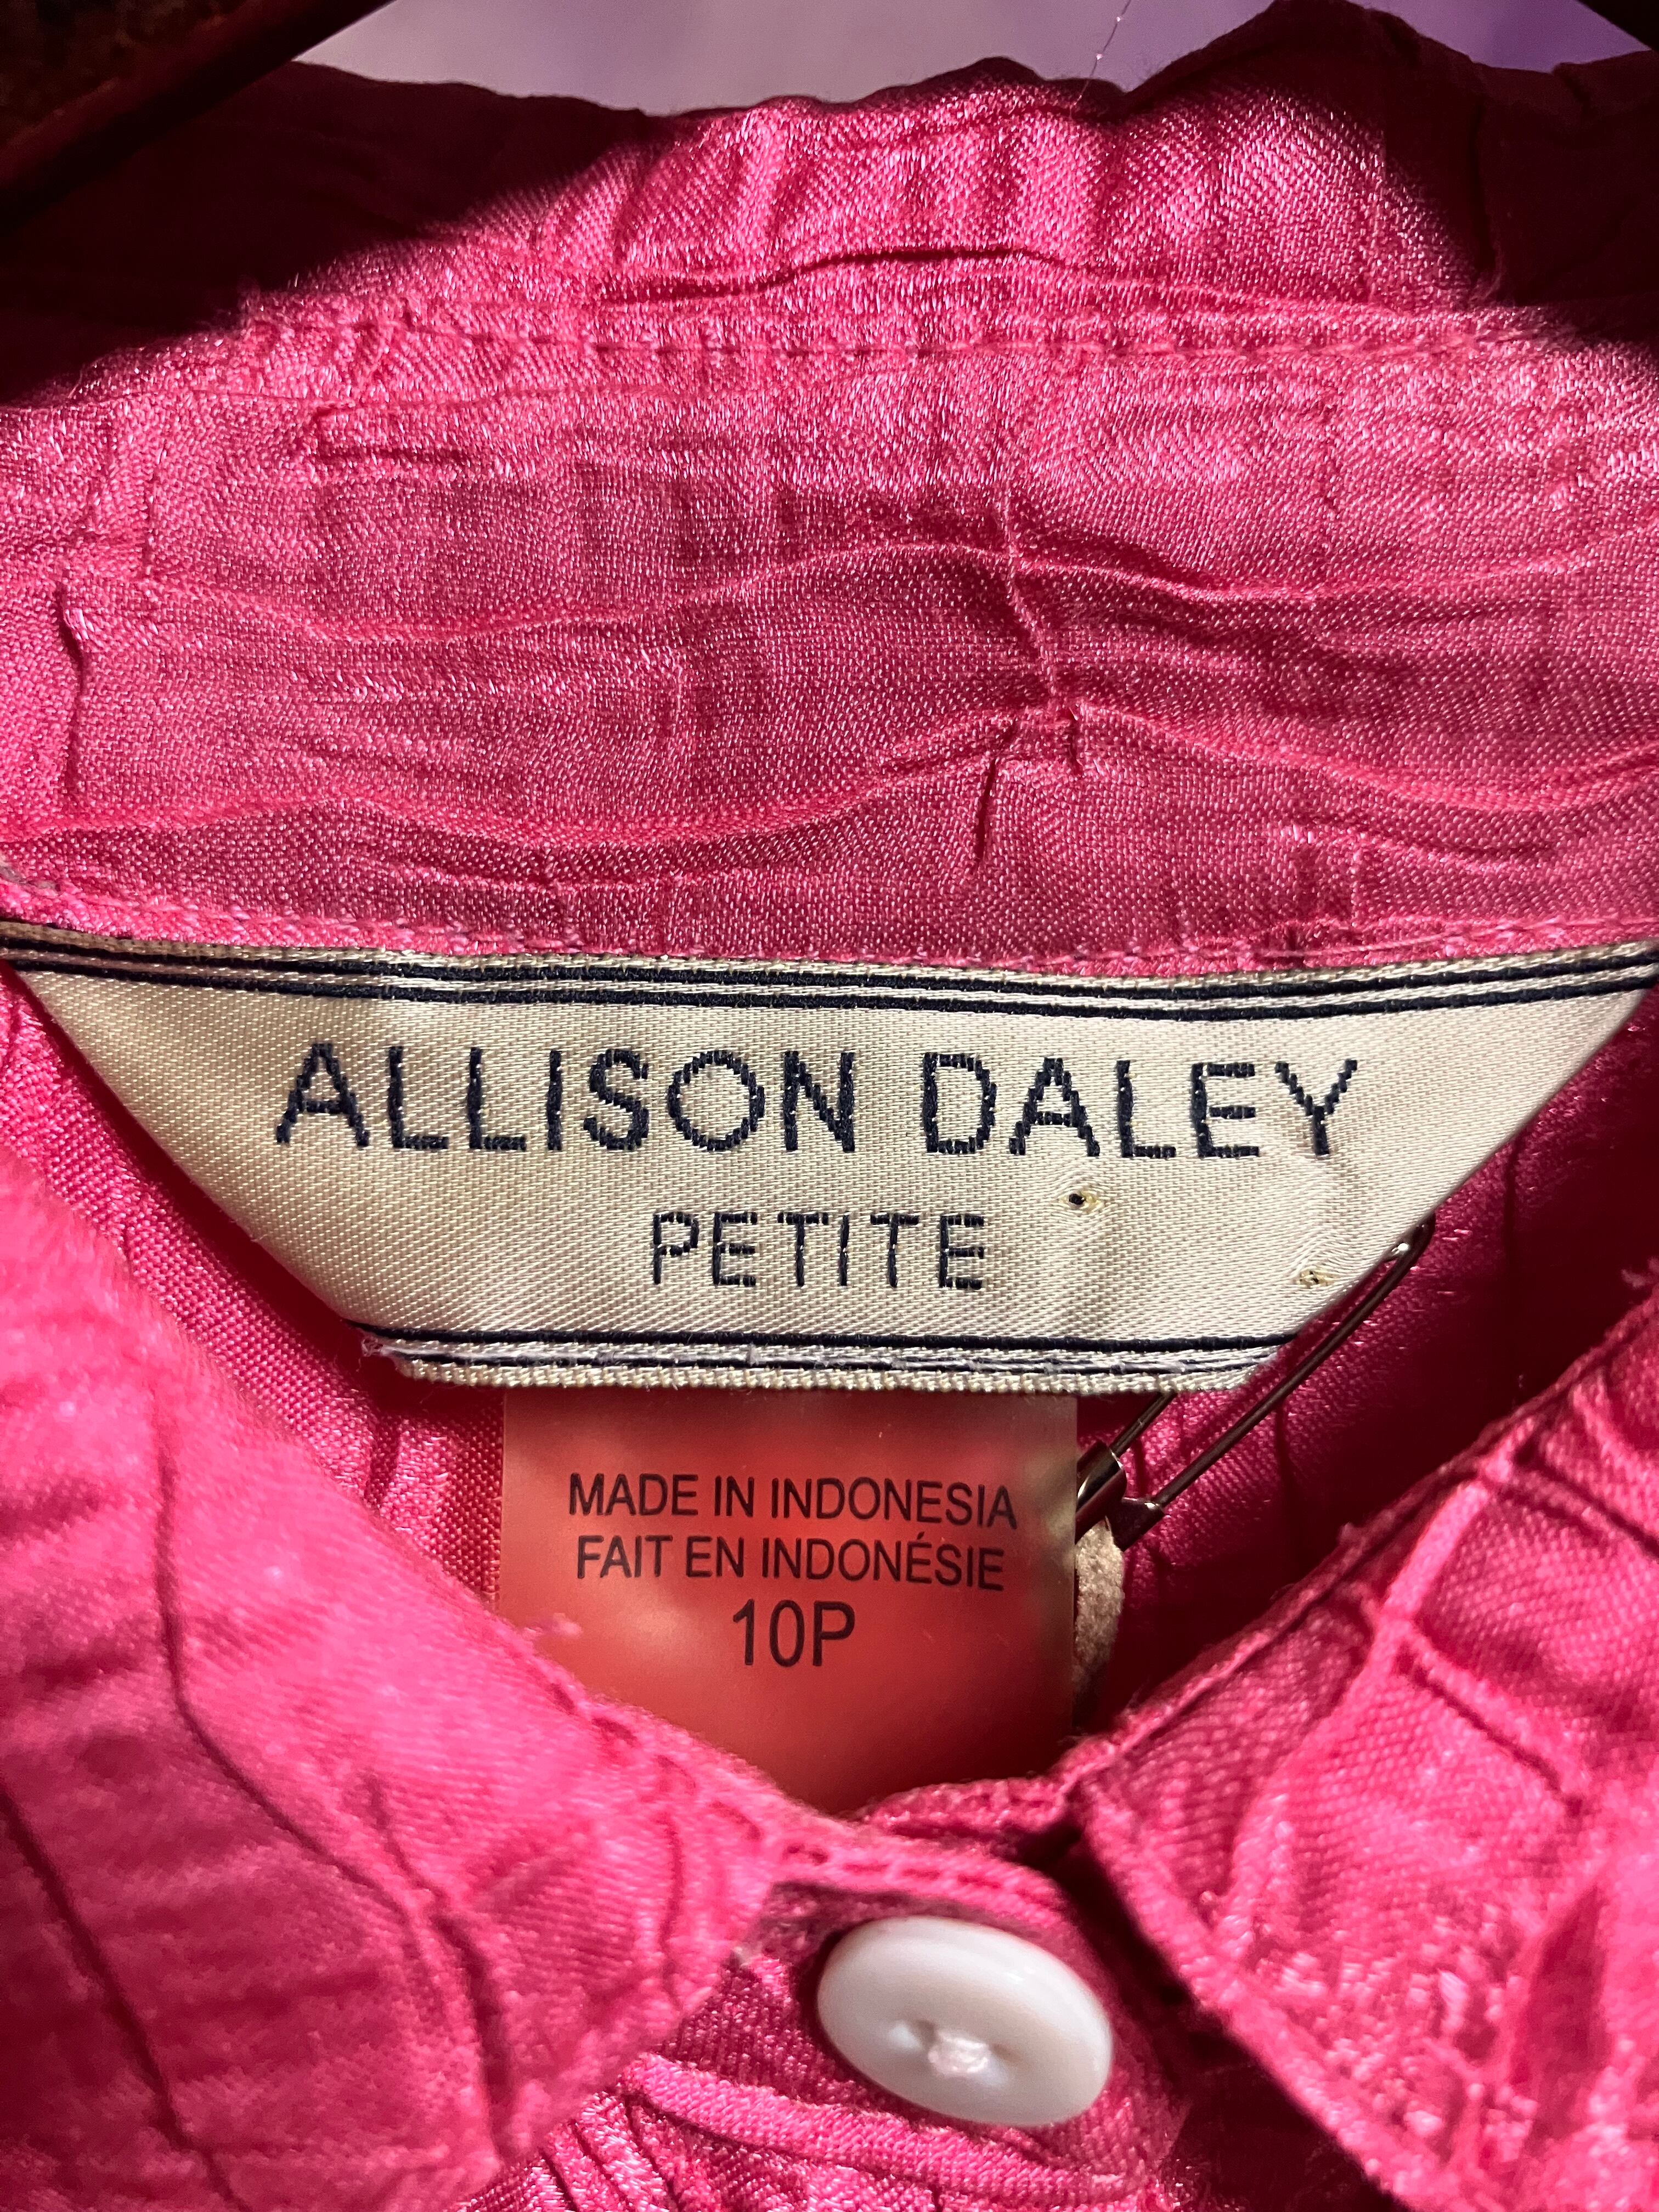 ALLISON DALEY
PETITE
MADE IN INDONESIA
FAIT EN INDONÉSIE
10P